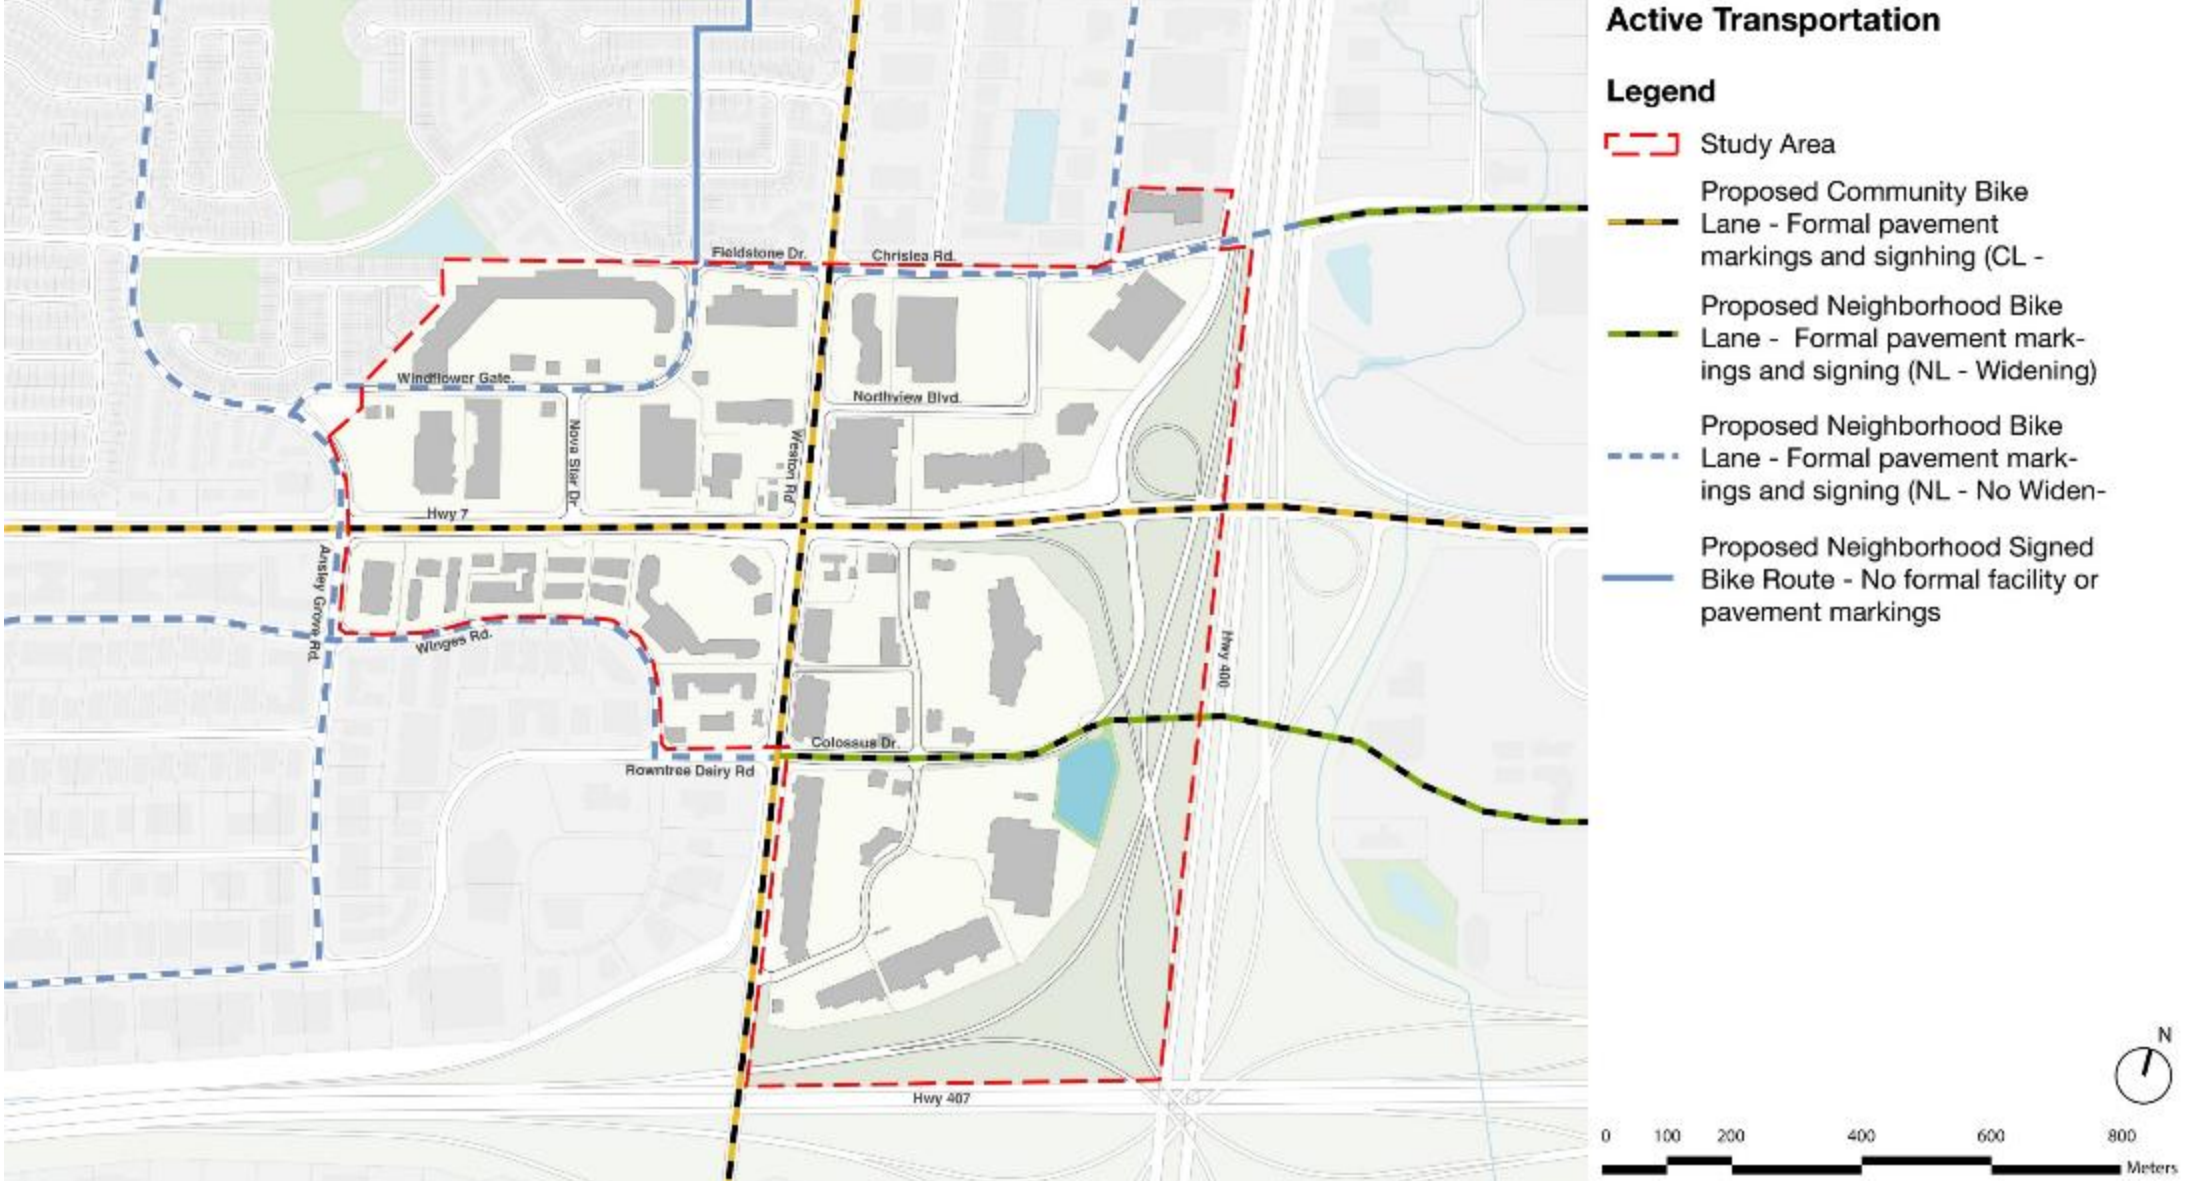 Active Transportation
Legend
Study Area
Proposed Community Bike
Lane - Formal pavement
markings and signhing (CL -
Proposed Neighborhood Bike
Lane -  Formal pavement mark-
ings and signing (NL - Widening)
Proposed Neighborhood Bike
Lane - Formal pavement mark-
ings and signing (NL - No Widen-
Proposed Neighborhood Signed
Bike Route - No formal facility or
pavement markings
Fieldstone Dr.
Chrislea Rd.
Windflower Gate.
Northview Blvd.
Nova Star Dr.
Weston Rd
Hwy 7
Ansley Grove Rd.
Winges Rd.
Hwy 400
Colossus Dr.
Rowntree Dairy Rd
Hwy 407
N
0 100 200 400 600 800
Meters